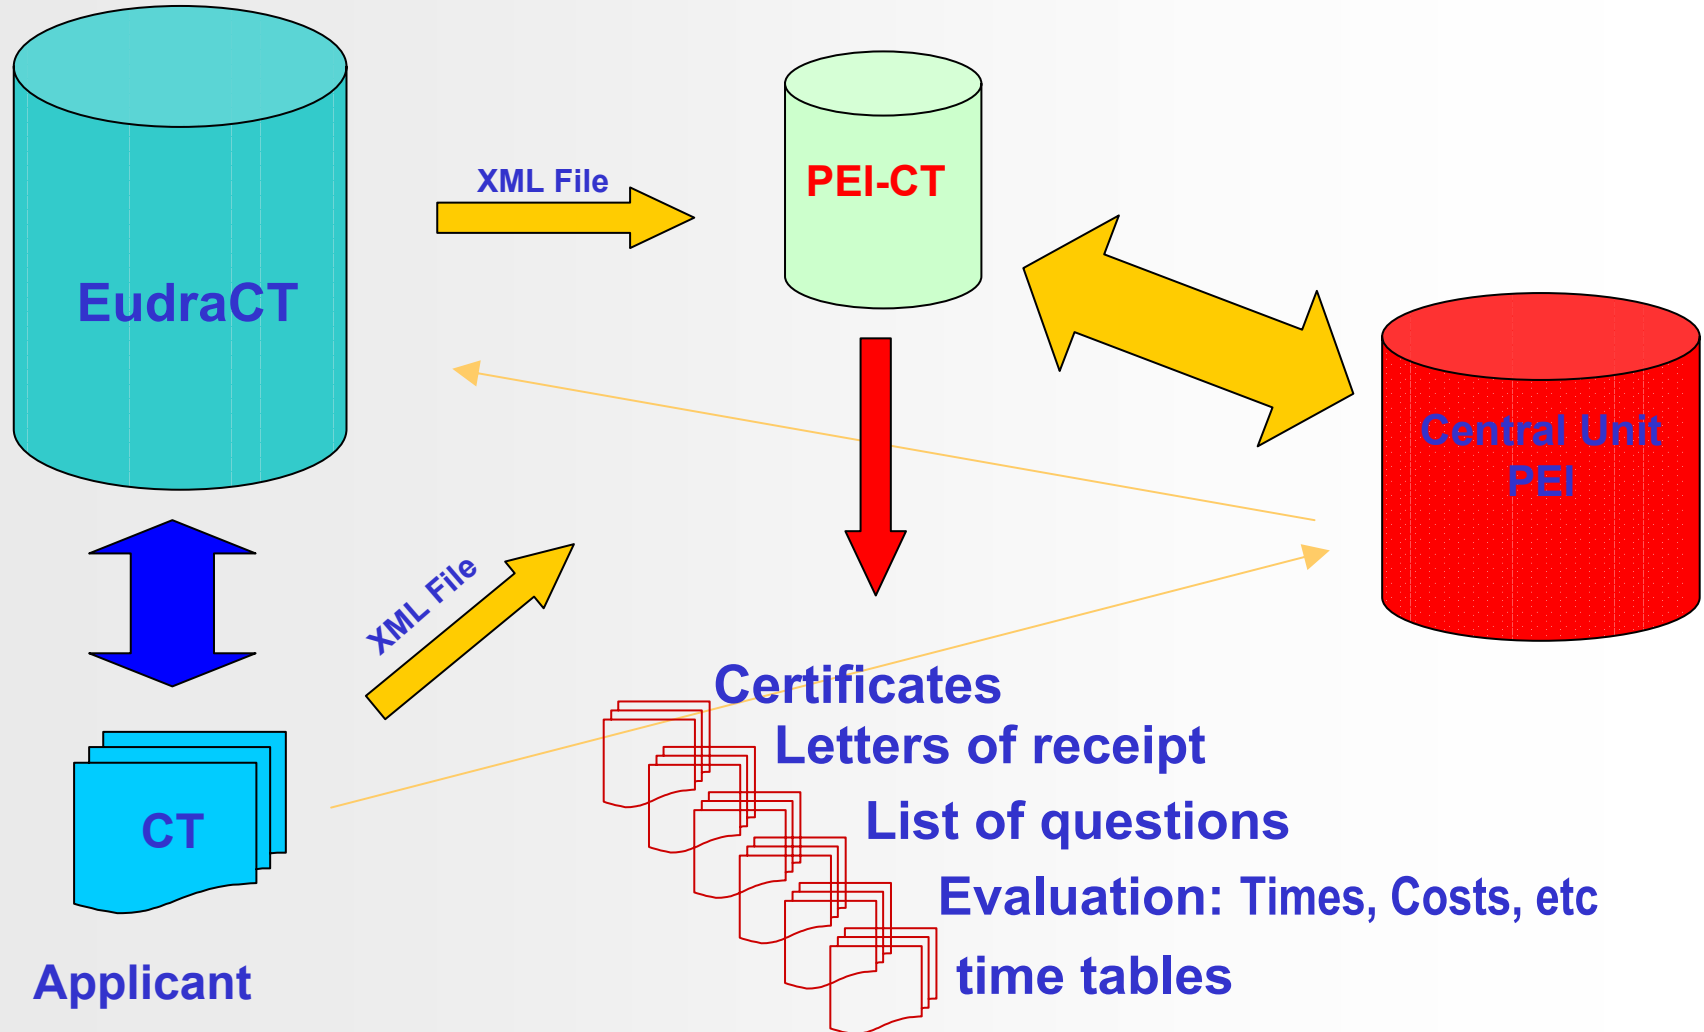 XML File
PEI-CT
EudraCT
Central Unit
PEI
XML File
Certificates
Letters of receipt
CT
List of questions
Evaluation: Times, Costs, etc
time tables
Applicant